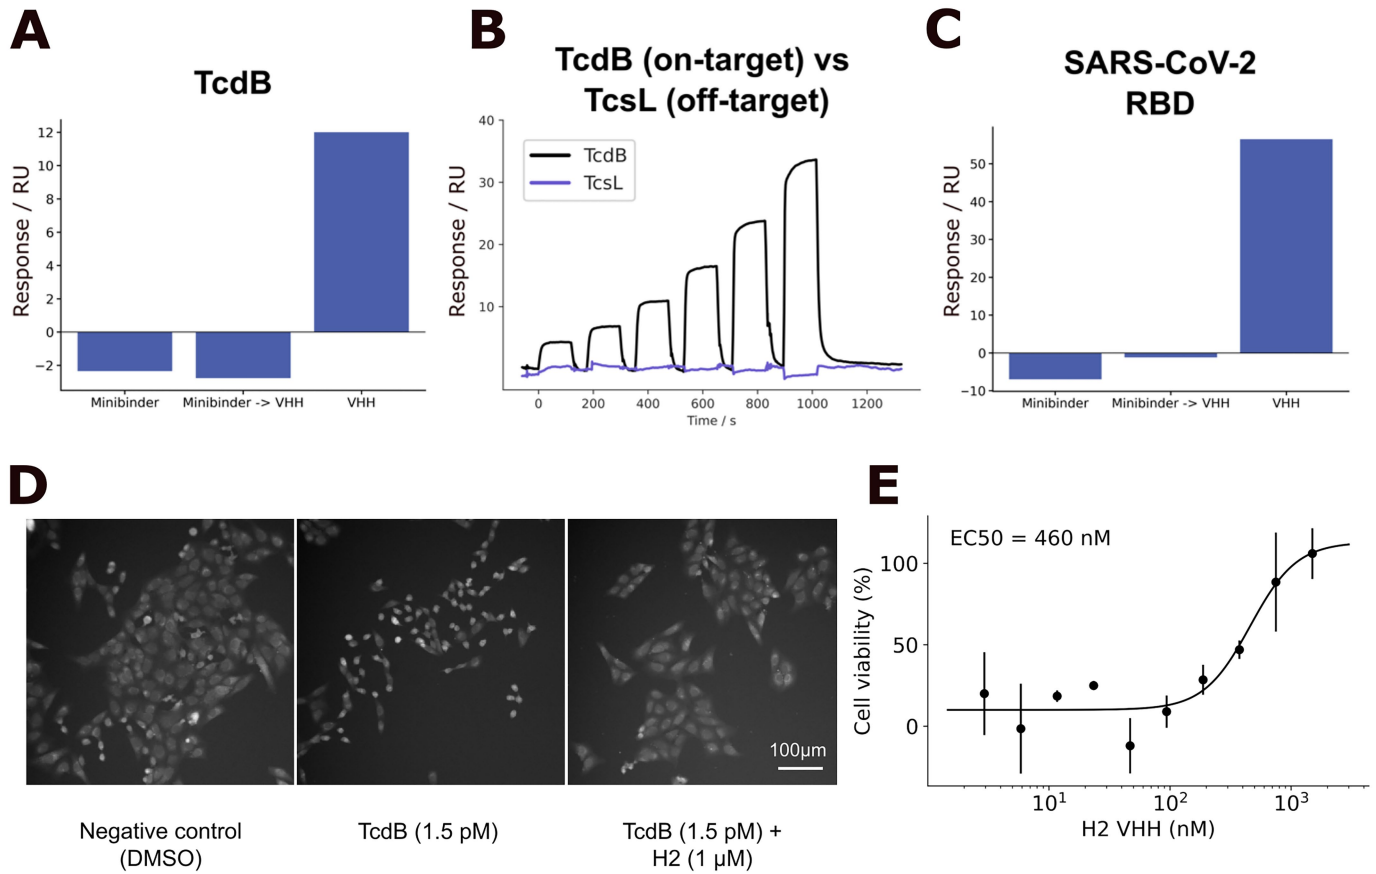 A
TcdB
Response / RU
12
10
8
6
4
2
0
−2
Minibinder
Minibinder -> VHH
VHH
B
TcdB (on-target) vs
TcsL (off-target)
Response / RU
40
30
20
10
TcdB
TcsL
0
200
400
600
800
1000
1200
Time / s
C
SARS-CoV-2
RBD
Response / RU
50
40
30
20
10
0
−10
Minibinder
Minibinder -> VHH
VHH
D
100µm
Negative control
(DMSO)
TcdB (1.5 pM)
TcdB (1.5 pM) +
H2 (1 µM)
E
EC50 = 460 nM
Cell viability (%)
100
50
0
10¹
10²
10³
H2 VHH (nM)